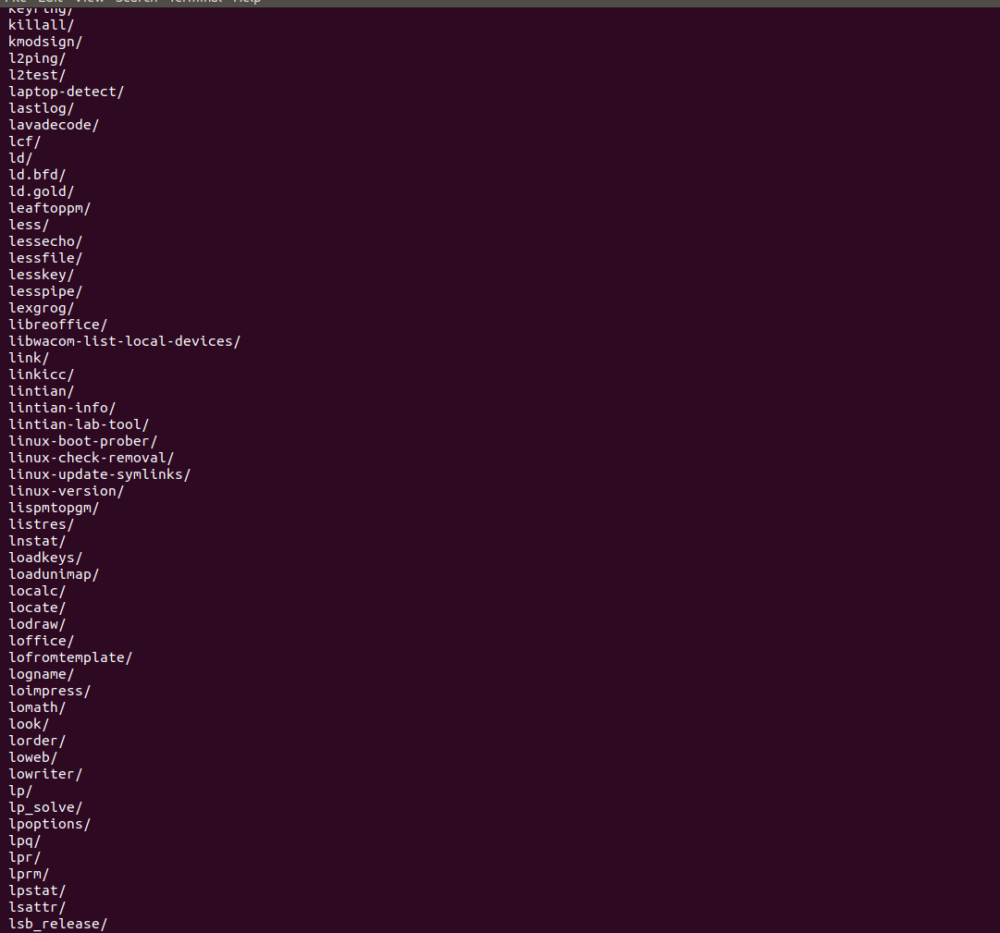 File Edit View Search Terminal Help
keyring/
killall/
kmodsign/
l2ping/
l2test/
laptop-detect/
lastlog/
lavadecode/
lcf/
ld/
ld.bfd/
ld.gold/
leaftoppm/
less/
lessecho/
lessfile/
lesskey/
lesspipe/
lexgrog/
libreoffice/
libwacom-list-local-devices/
link/
linkicc/
lintian/
lintian-info/
lintian-lab-tool/
linux-boot-prober/
linux-check-removal/
linux-update-symlinks/
linux-version/
lispmtopgm/
listres/
lnstat/
loadkeys/
loadunimap/
localc/
locate/
lodraw/
loffice/
lofromtemplate/
logname/
loimpress/
lomath/
look/
lorder/
loweb/
lowriter/
lp/
lp_solve/
lpoptions/
lpq/
lpr/
lprm/
lpstat/
lsattr/
lsb_release/